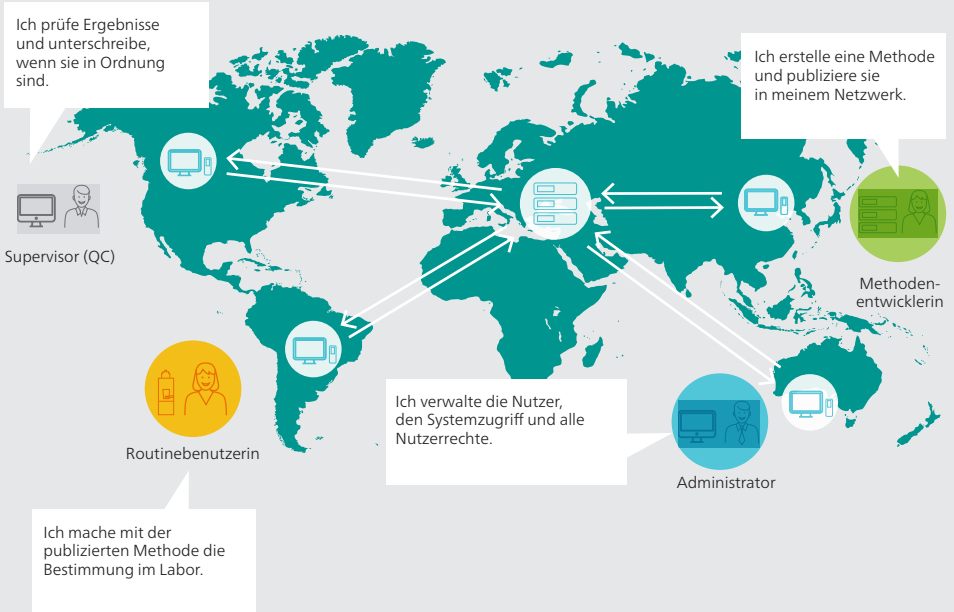 Ich prüfe Ergebnisse
und unterschreibe,
wenn sie in Ordnung
sind.
Ich erstelle eine Methode
und publiziere sie
in meinem Netzwerk.
Supervisor (QC)
Methoden-
entwicklerin
Ich verwalte die Nutzer,
den Systemzugriff und alle
Nutzerrechte.
Routinebenutzerin
Administrator
Ich mache mit der
publizierten Methode die
Bestimmung im Labor.